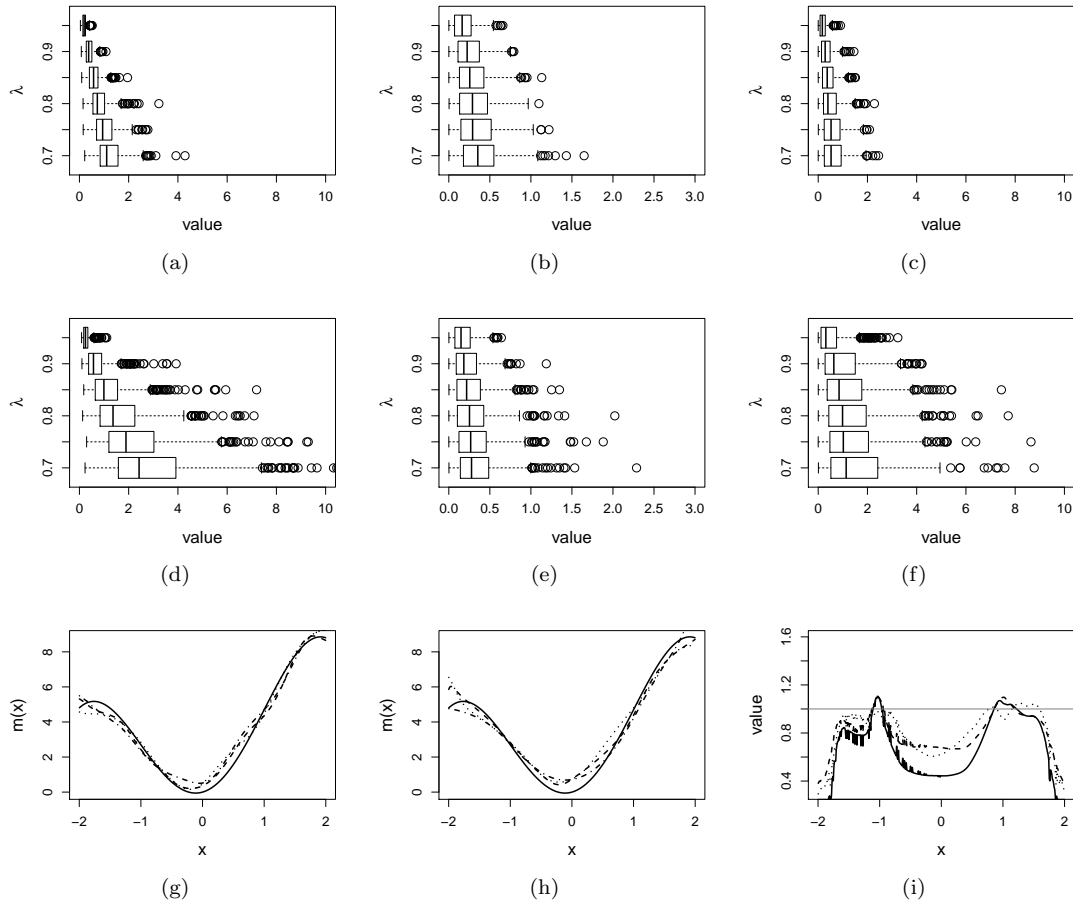 λ
0.9
0.8
0.7
0 2 4 6 8 10
value
(a)
λ
0.9
0.8
0.7
0.0 0.5 1.0 1.5 2.0 2.5 3.0
value
(b)
λ
0.9
0.8
0.7
0 2 4 6 8 10
value
(c)
λ
0.9
0.8
0.7
0 2 4 6 8 10
value
(d)
λ
0.9
0.8
0.7
0.0 0.5 1.0 1.5 2.0 2.5 3.0
value
(e)
λ
0.9
0.8
0.7
0 2 4 6 8 10
value
(f)
m(x)
8
6
4
2
0
−2 −1 0 1 2
x
(g)
m(x)
8
6
4
2
0
−2 −1 0 1 2
x
(h)
value
1.6
1.2
0.8
0.4
−2 −1 0 1 2
x
(i)